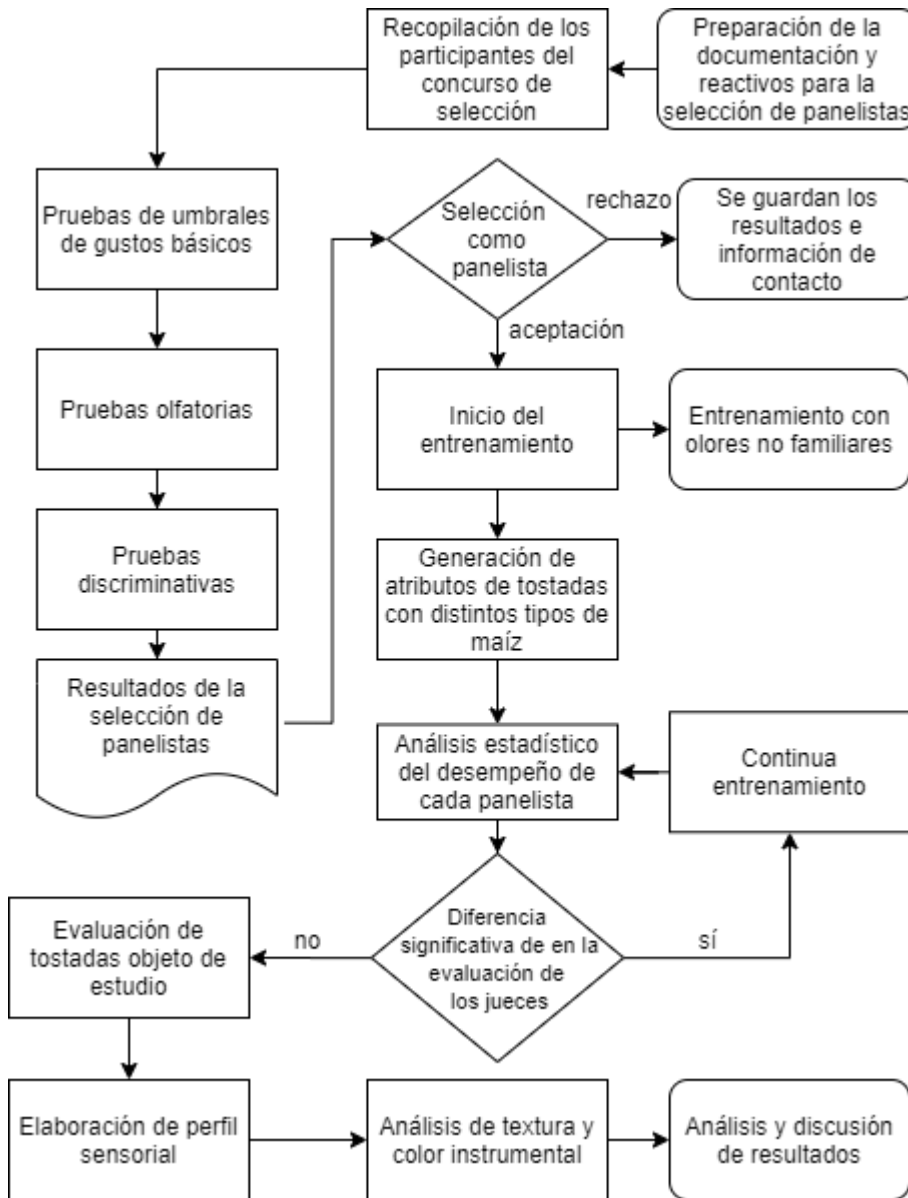 Preparación de la
documentación y
reactivos para la
selección de panelistas
Recopilación de los
participantes del
concurso de
selección
Pruebas de umbrales
de gustos básicos
Pruebas olfatorias
Pruebas
discriminativas
Resultados de la
selección de
panelistas
Selección
como
panelista
rechazo
Se guardan los
resultados e
información de
contacto
aceptación
Inicio del
entrenamiento
Entrenamiento con
olores no familiares
Generación de
atributos de tostadas
con distintos tipos de
maíz
Análisis estadístico
del desempeño de
cada panelista
Continua
entrenamiento
Diferencia
significativa de en la
evaluación de
los jueces
sí
no
Evaluación de
tostadas objeto de
estudio
Elaboración de perfil
sensorial
Análisis de textura y
color instrumental
Análisis y discusión
de resultados